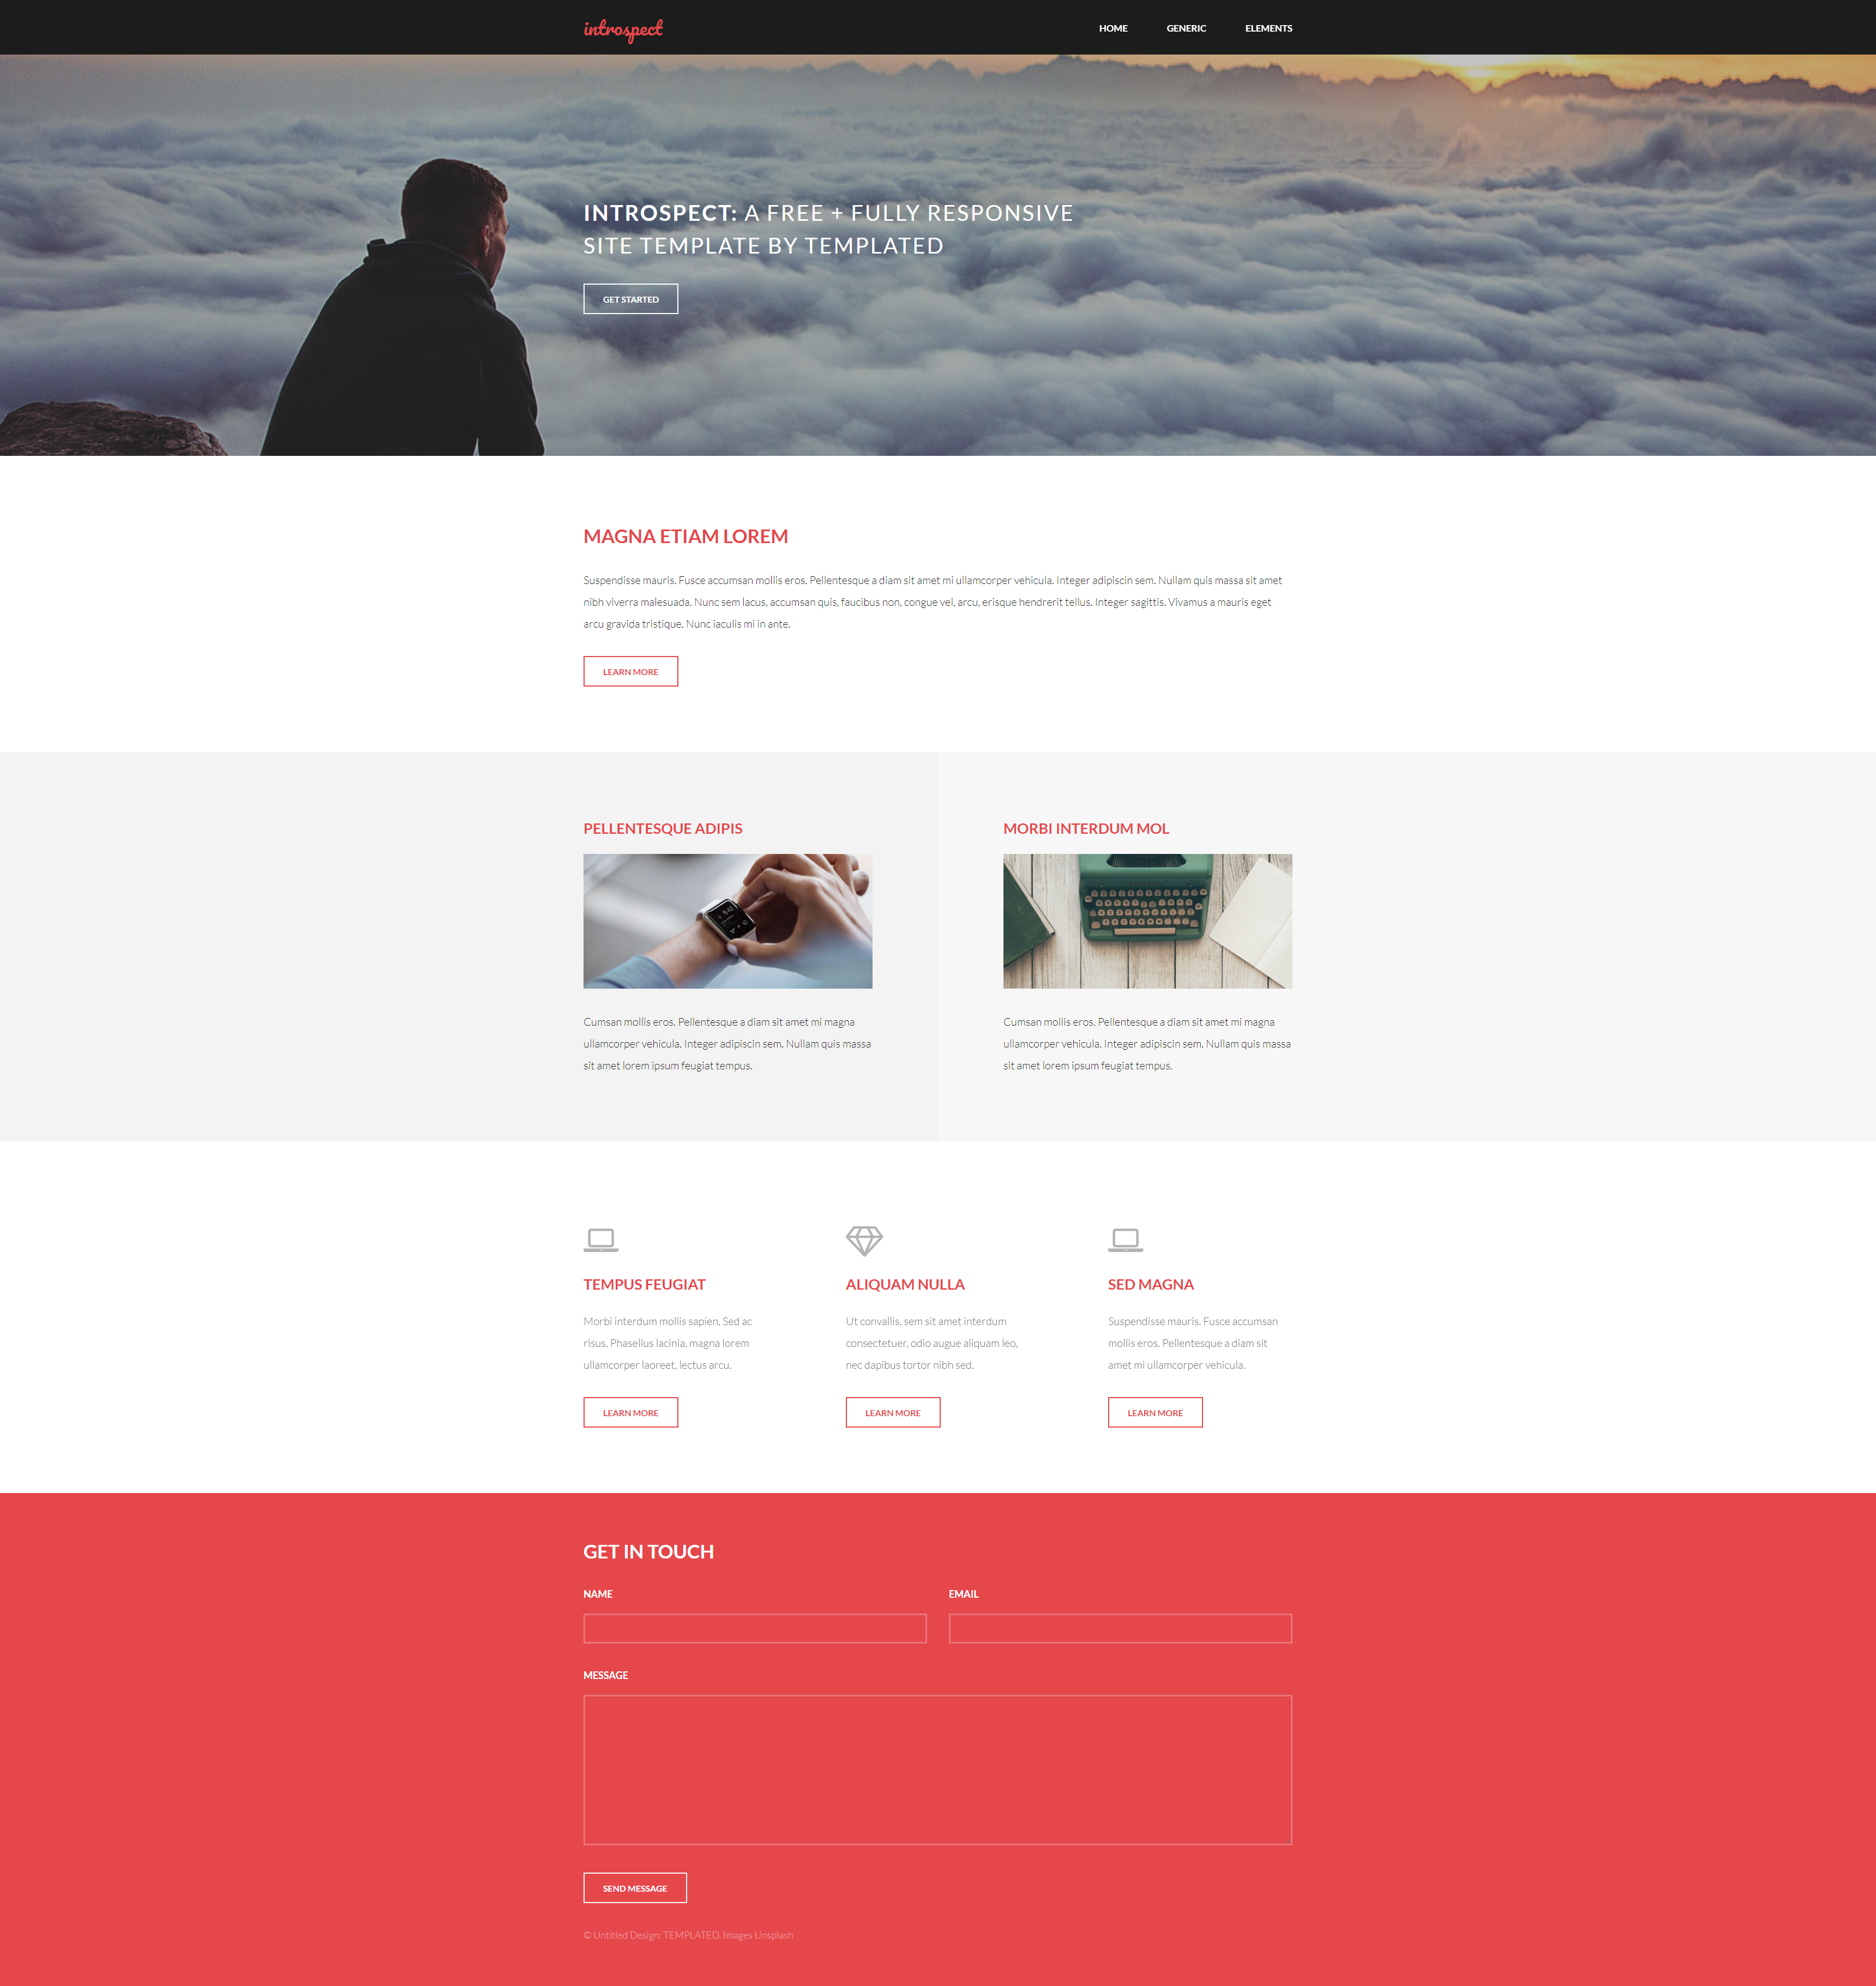 introspect
HOME GENERIC ELEMENTS
INTROSPECT: A FREE + FULLY RESPONSIVE
SITE TEMPLATE BY TEMPLATED
GET STARTED
MAGNA ETIAM LOREM
Suspendisse mauris. Fusce accumsan mollis eros. Pellentesque a diam sit amet mi ullamcorper vehicula. Integer adipiscin sem. Nullam quis massa sit amet
nibh viverra malesuada. Nunc sem lacus, accumsan quis, faucibus non, congue vel, arcu, erisque hendrerit tellus. Integer sagittis. Vivamus a mauris eget
arcu gravida tristique. Nunc iaculis mi in ante.
LEARN MORE
PELLENTESQUE ADIPIS
Cumsan mollis eros. Pellentesque a diam sit amet mi magna
ullamcorper vehicula. Integer adipiscin sem. Nullam quis massa
sit amet lorem ipsum feugiat tempus.
MORBI INTERDUM MOL
Cumsan mollis eros. Pellentesque a diam sit amet mi magna
ullamcorper vehicula. Integer adipiscin sem. Nullam quis massa
sit amet lorem ipsum feugiat tempus.
TEMPUS FEUGIAT
Morbi interdum mollis sapien. Sed ac
risus. Phasellus lacinia, magna lorem
ullamcorper laoreet, lectus arcu.
LEARN MORE
ALIQUAM NULLA
Ut convallis, sem sit amet interdum
consectetuer, odio augue aliquam leo,
nec dapibus tortor nibh sed.
LEARN MORE
SED MAGNA
Suspendisse mauris. Fusce accumsan
mollis eros. Pellentesque a diam sit
amet mi ullamcorper vehicula.
LEARN MORE
GET IN TOUCH
NAME
EMAIL
MESSAGE
SEND MESSAGE
© Untitled Design: TEMPLATED. Images Unsplash